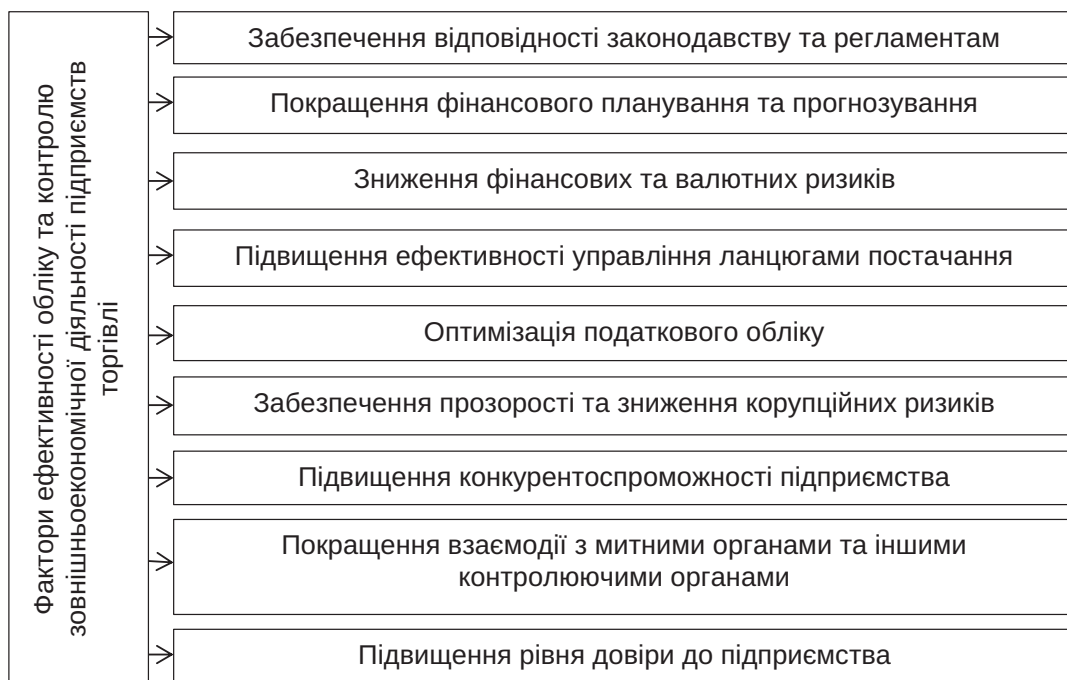 Фактори ефективності обліку та контролю
зовнішньоекономічної діяльності підприємств
торгівлі
Забезпечення відповідності законодавству та регламентам
Покращення фінансового планування та прогнозування
Зниження фінансових та валютних ризиків
Підвищення ефективності управління ланцюгами постачання
Оптимізація податкового обліку
Забезпечення прозорості та зниження корупційних ризиків
Підвищення конкурентоспроможності підприємства
Покращення взаємодії з митними органами та іншими
контролюючими органами
Підвищення рівня довіри до підприємства